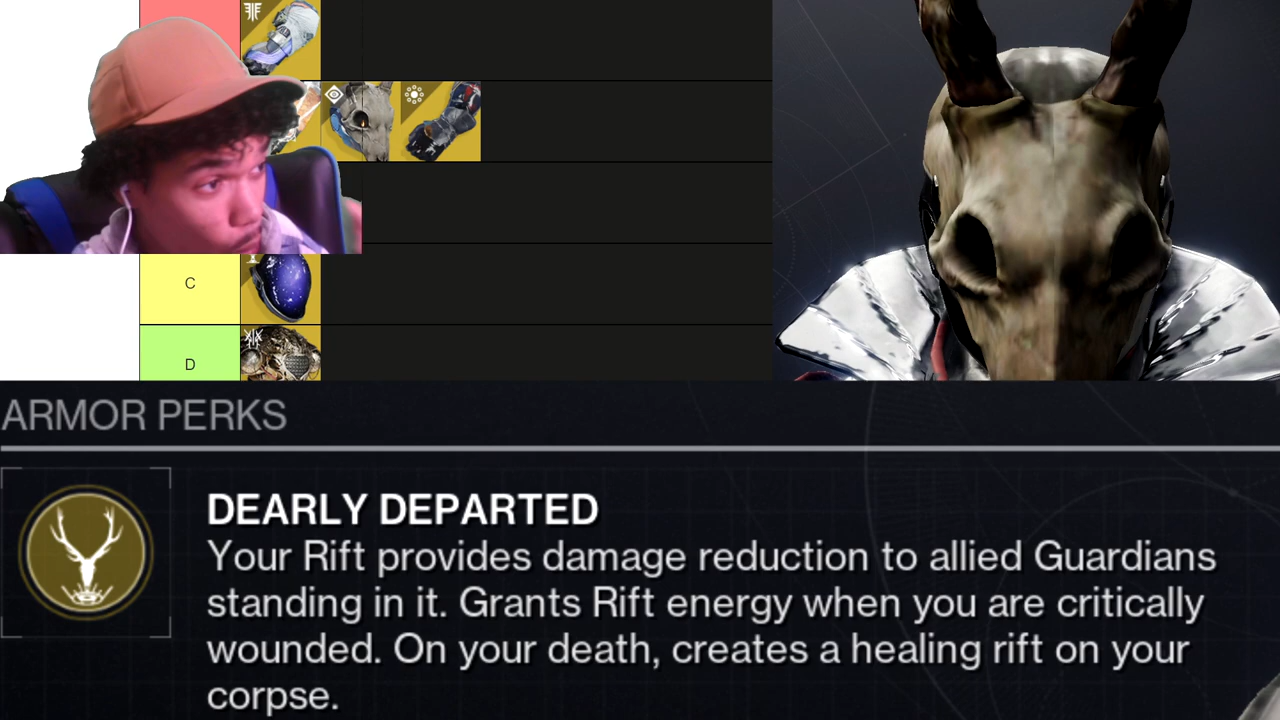 C
D
ARMOR PERKS
DEARLY DEPARTED
Your Rift provides damage reduction to allied Guardians
standing in it. Grants Rift energy when you are critically
wounded. On your death, creates a healing rift on your
corpse.